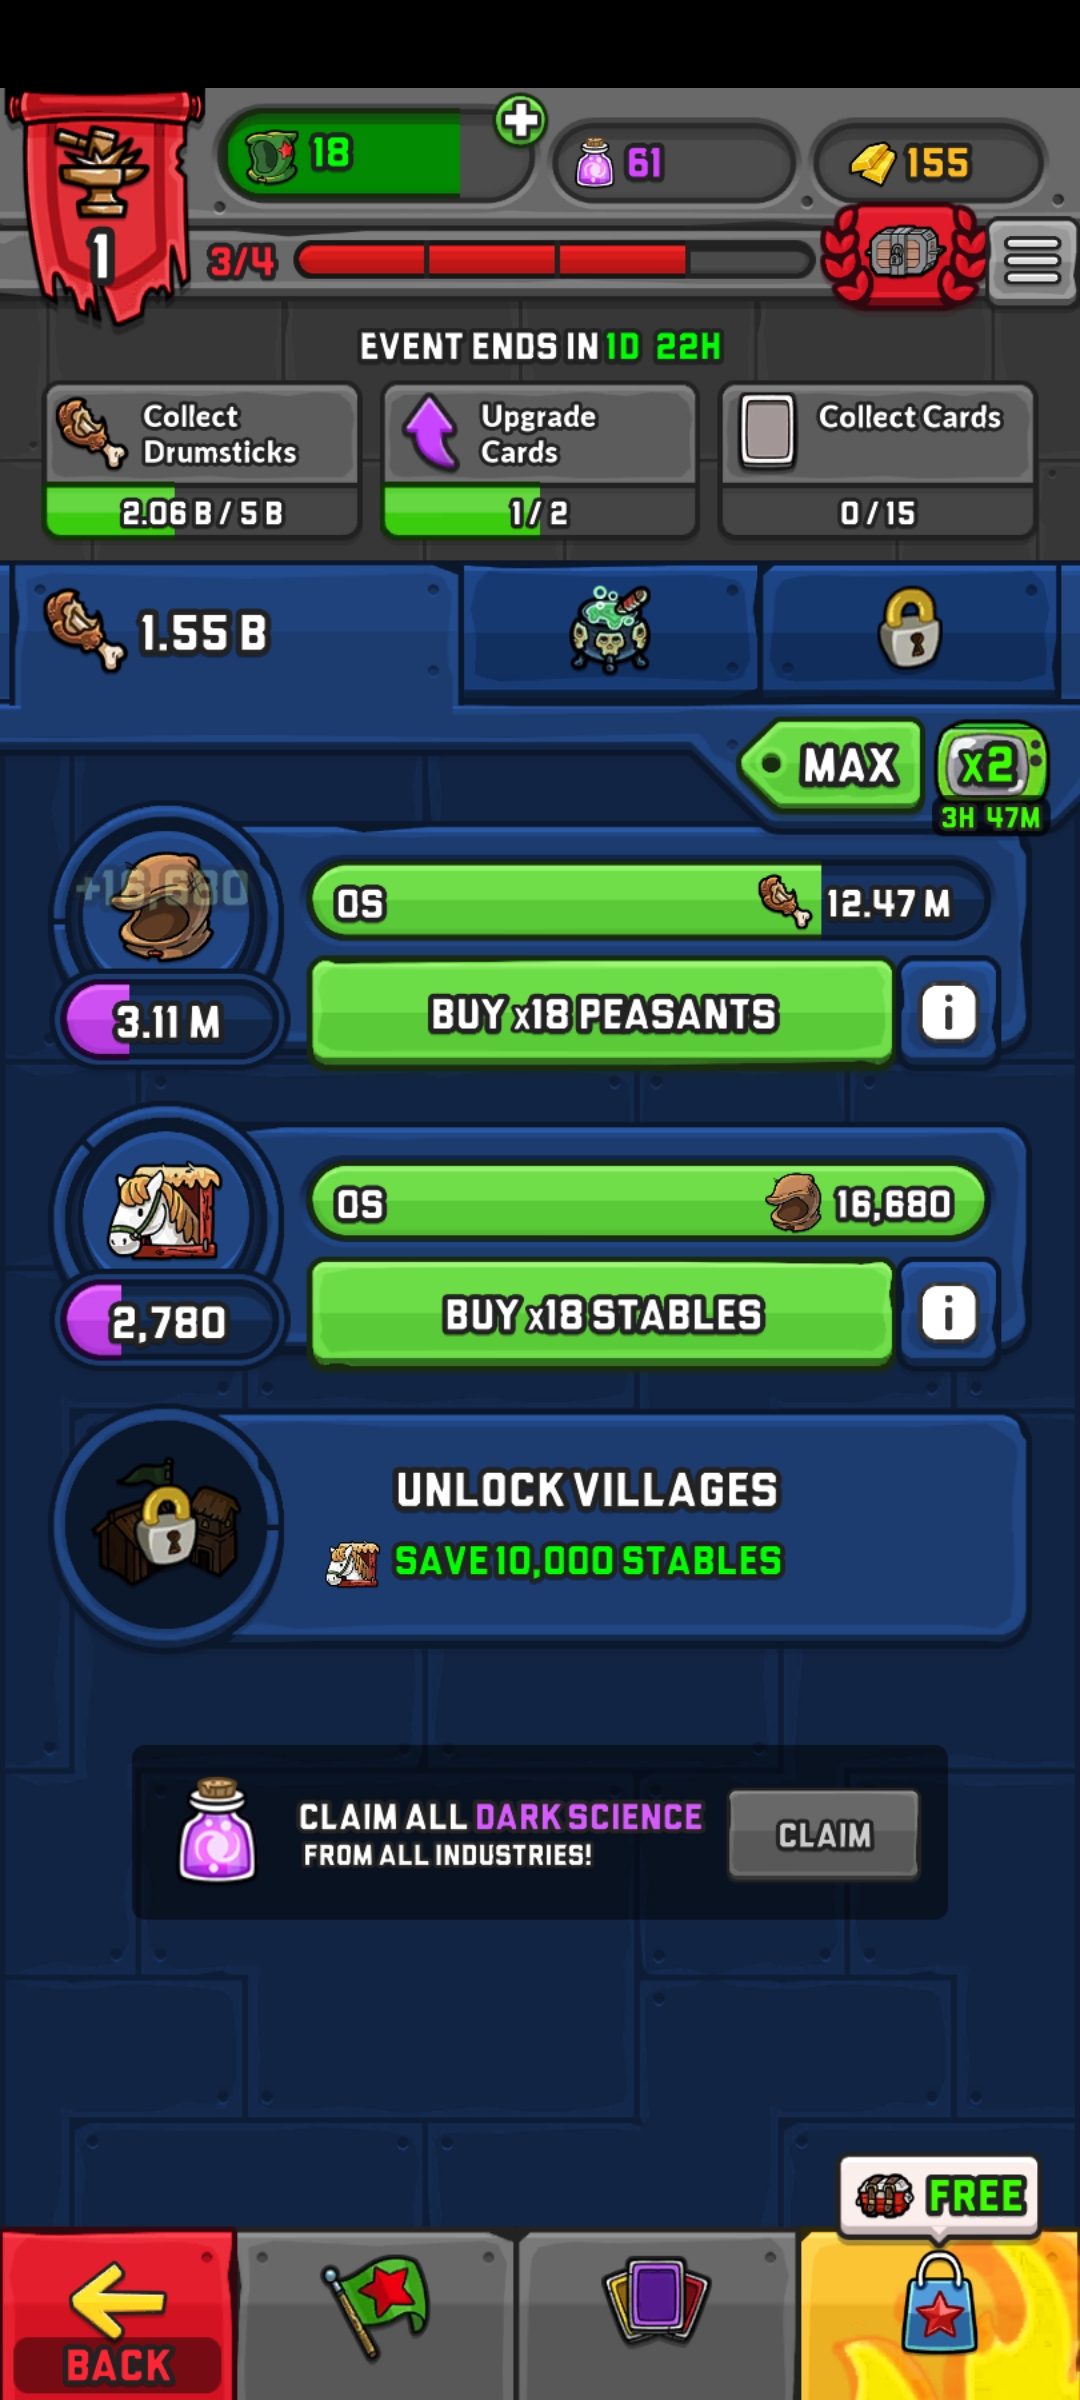 18
61
155
1
3/4
EVENT ENDS IN 1D 22H
Collect
Drumsticks
2.06 B / 5 B
Upgrade
Cards
1 / 2
Collect Cards
0 / 15
1.55 B
MAX
x2
3H 47M
+16,680
0S
12.47 M
3.11 M
BUY x18 PEASANTS
i
0S
16,680
2,780
BUY x18 STABLES
i
UNLOCK VILLAGES
SAVE 10,000 STABLES
CLAIM ALL DARK SCIENCE
FROM ALL INDUSTRIES!
CLAIM
FREE
BACK